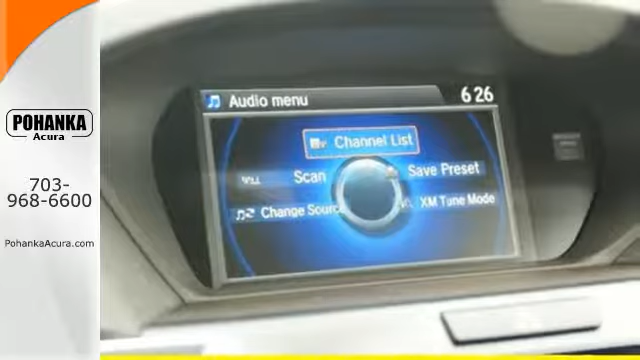 POHANKA
Acura
703-
968-6600
PohankaAcura.com
Audio menu
6 26
Channel List
Scan
Save Preset
Change Source
XM Tune Mode